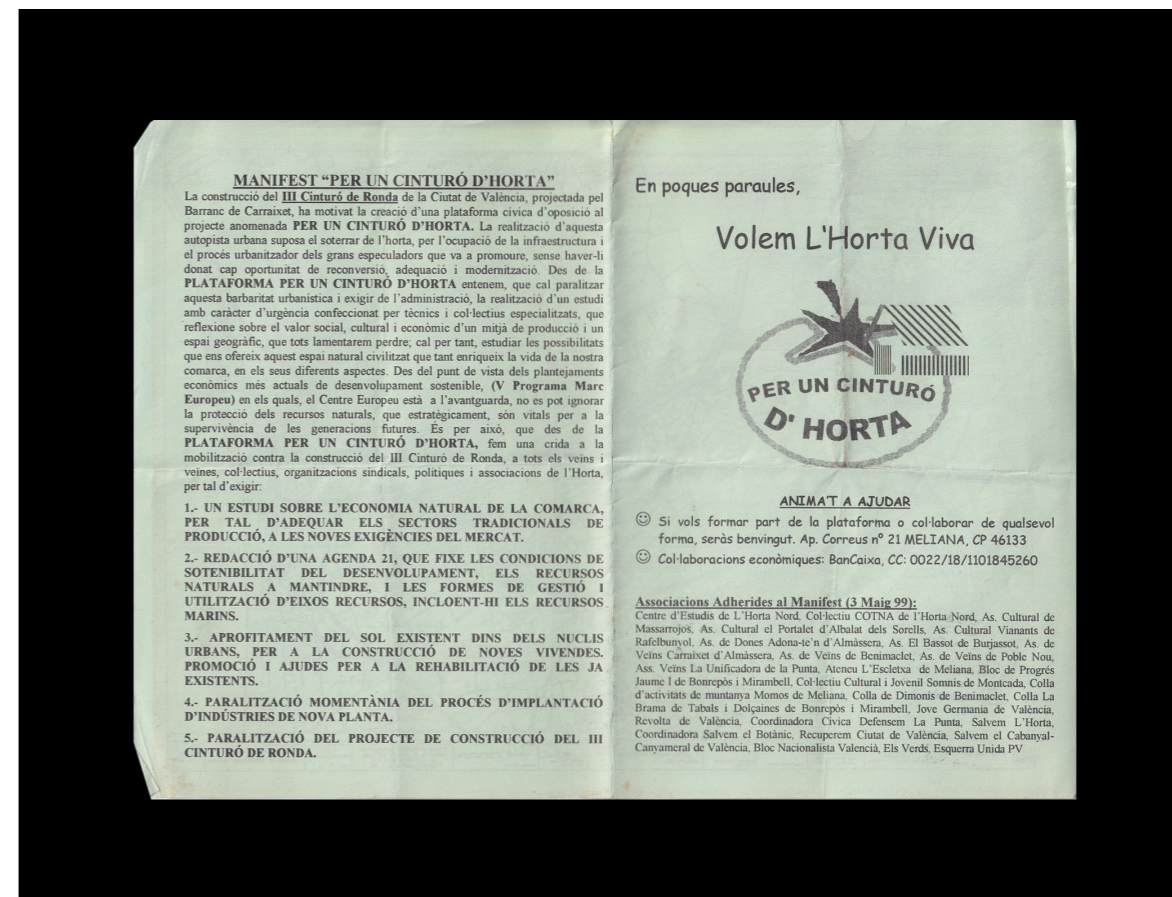 MANIFEST “PER UN CINTURÓ D’HORTA”
La construcció del III Cinturó de Ronda de la Ciutat de València, projectada pel
Barranc de Carraixet, ha motivat la creació d’una plataforma cívica d’oposició al
projecte anomenada PER UN CINTURÓ D’HORTA. La realització d’aquesta
autopista urbana suposa el soterrar de l’horta, per l’ocupació de la infraestructura i
el procés urbanitzador dels grans especuladors que va a promoure, sense haver-li
donat cap oportunitat de reconversió, adequació i modernització. Des de la
PLATAFORMA PER UN CINTURÓ D’HORTA entenem, que cal paralitzar
aquesta barbaritat urbanística i exigir de l’administració, la realització d’un estudi
amb caràcter d’urgència confeccionat per tècnics i col·lectius especialitzats, que
reflexione sobre el valor social, cultural i econòmic d’un mitjà de producció i un
espai geogràfic, que tots lamentarem perdre; cal per tant, estudiar les possibilitats
que ens ofereix aquest espai natural civilitzat que tant enriqueix la vida de la nostra
comarca, en els seus diferents aspectes. Des del punt de vista dels plantejaments
econòmics més actuals de desenvolupament sostenible, (V Programa Marc
Europeu) en els quals, el Centre Europeu està a l’avantguarda, no es pot ignorar
la protecció dels recursos naturals, que estratègicament, són vitals per a la
supervivència de les generacions futures. És per això, que des de la
PLATAFORMA PER UN CINTURÓ D’HORTA, fem una crida a la
mobilització contra la construcció del III Cinturó de Ronda, a tots els veïns i
veïnes, col·lectius, organitzacions sindicals, polítiques i associacions de l’Horta,
per tal d’exigir:
1.- UN ESTUDI SOBRE L’ECONOMIA NATURAL DE LA COMARCA,
PER TAL D’ADEQUAR ELS SECTORS TRADICIONALS DE
PRODUCCIÓ, A LES NOVES EXIGÈNCIES DEL MERCAT.
2.- REDACCIÓ D’UNA AGENDA 21, QUE FIXE LES CONDICIONS DE
SOTENIBILITAT DEL DESENVOLUPAMENT, ELS RECURSOS
NATURALS A MANTINDRE, I LES FORMES DE GESTIÓ I
UTILITZACIÓ D’EIXOS RECURSOS, INCLOENT-HI ELS RECURSOS
MARINS.
3.- APROFITAMENT DEL SOL EXISTENT DINS DELS NUCLIS
URBANS, PER A LA CONSTRUCCIÓ DE NOVES VIVENDES.
PROMOCIÓ I AJUDES PER A LA REHABILITACIÓ DE LES JA
EXISTENTS.
4.- PARALITZACIÓ MOMENTÀNIA DEL PROCÉS D’IMPLANTACIÓ
D’INDÚSTRIES DE NOVA PLANTA.
5.- PARALITZACIÓ DEL PROJECTE DE CONSTRUCCIÓ DEL III
CINTURÓ DE RONDA.
En poques paraules,
Volem L'Horta Viva
PER UN CINTURÓ
D' HORTA
ANIMA'T A AJUDAR
☺ Si vols formar part de la plataforma o col·laborar de qualsevol
forma, seràs benvingut. Ap. Correus nº 21 MELIANA, CP 46133
☺ Col·laboracions econòmiques: BanCaixa, CC: 0022/18/1101845260
Associacions Adherides al Manifest (3 Maig 99):
Centre d’Estudis de L’Horta Nord, Col·lectiu COTNA de l’Horta Nord, As. Cultural de
Massarrojos, As. Cultural el Portalet d’Albalat dels Sorells, As. Cultural Vianants de
Rafelbunyol, As. de Dones Adona-te’n d’Almàssera, As. El Bassot de Burjassot, As. de
Veïns Carraixet d’Almàssera, As. de Veïns de Benimaclet, As. de Veïns de Poble Nou,
Ass. Veïns La Unificadora de la Punta, Ateneu L’Escletxa de Meliana, Bloc de Progrés
Jaume I de Bonrepòs i Mirambell, Col·lectiu Cultural i Jovenil Somnis de Montcada, Colla
d’activitats de muntanya Momos de Meliana, Colla de Dimonis de Benimaclet, Colla La
Brama de Tabals i Dolçaines de Bonrepòs i Mirambell, Jove Germania de València,
Revolta de València, Coordinadora Cívica Defensem La Punta, Salvem L’Horta,
Coordinadora Salvem el Botànic, Recuperem Ciutat de València, Salvem el Cabanyal-
Canyameral de València, Bloc Nacionalista Valencià, Els Verds, Esquerra Unida PV